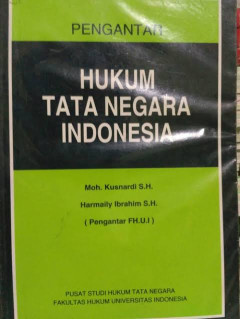 PENGANTAR
HUKUM
TATA NEGARA
INDONESIA
Moh. Kusnardi S.H.
Harmaily Ibrahim S.H.
( Pengantar FH.U.I )
PUSAT STUDI HUKUM TATA NEGARA
FAKULTAS HUKUM UNIVERSITAS INDONESIA